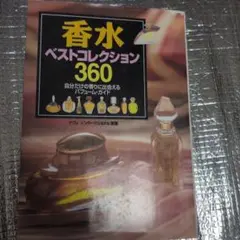 香水
ベストコレクション
360
自分だけの香りに出会える
パフューム・ガイド